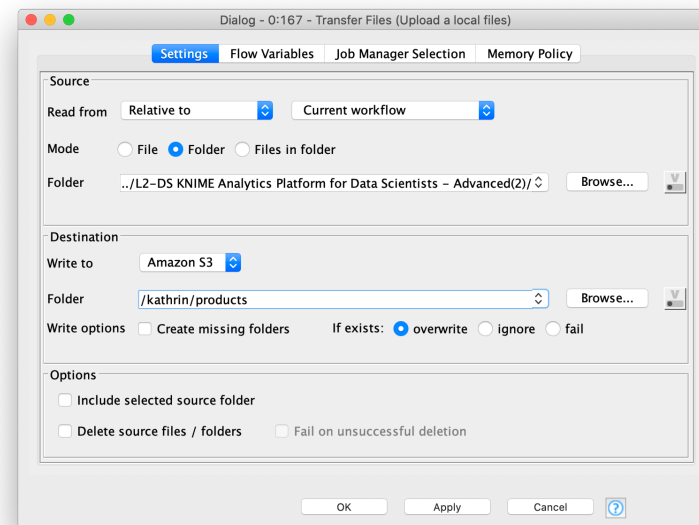 Dialog - 0:167 - Transfer Files (Upload a local files)
Settings Flow Variables Job Manager Selection Memory Policy
Source
Read from Relative to Current workflow
Mode File Folder Files in folder
Folder ../L2-DS KNIME Analytics Platform for Data Scientists – Advanced(2)/ Browse... V
Destination
Write to Amazon S3
Folder /kathrin/products Browse... V
Write options Create missing folders If exists: overwrite ignore fail
Options
Include selected source folder
Delete source files / folders Fail on unsuccessful deletion
OK Apply Cancel ?